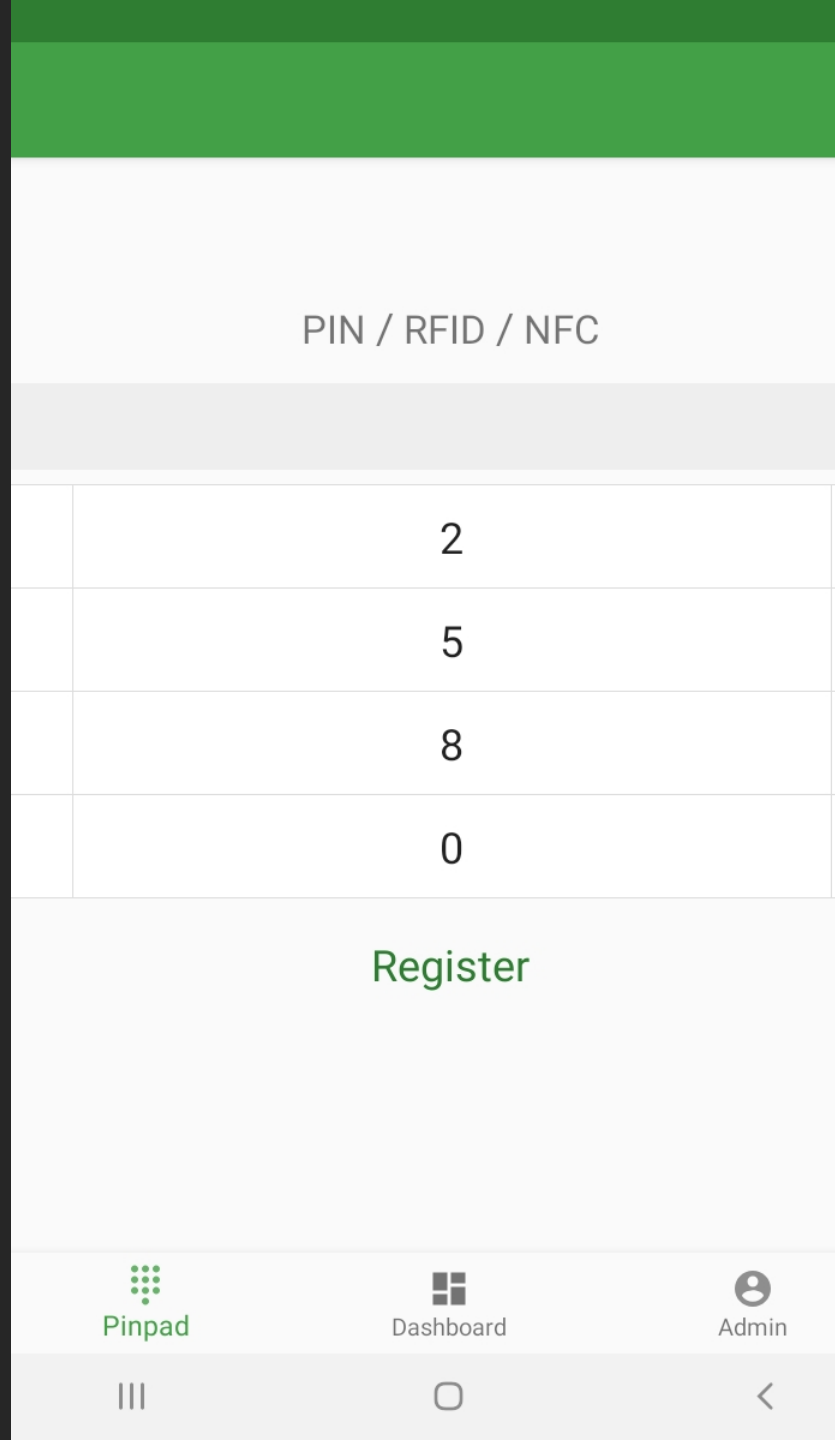 PIN / RFID / NFC
2
5
8
0
Register
Pinpad
Dashboard
Admin